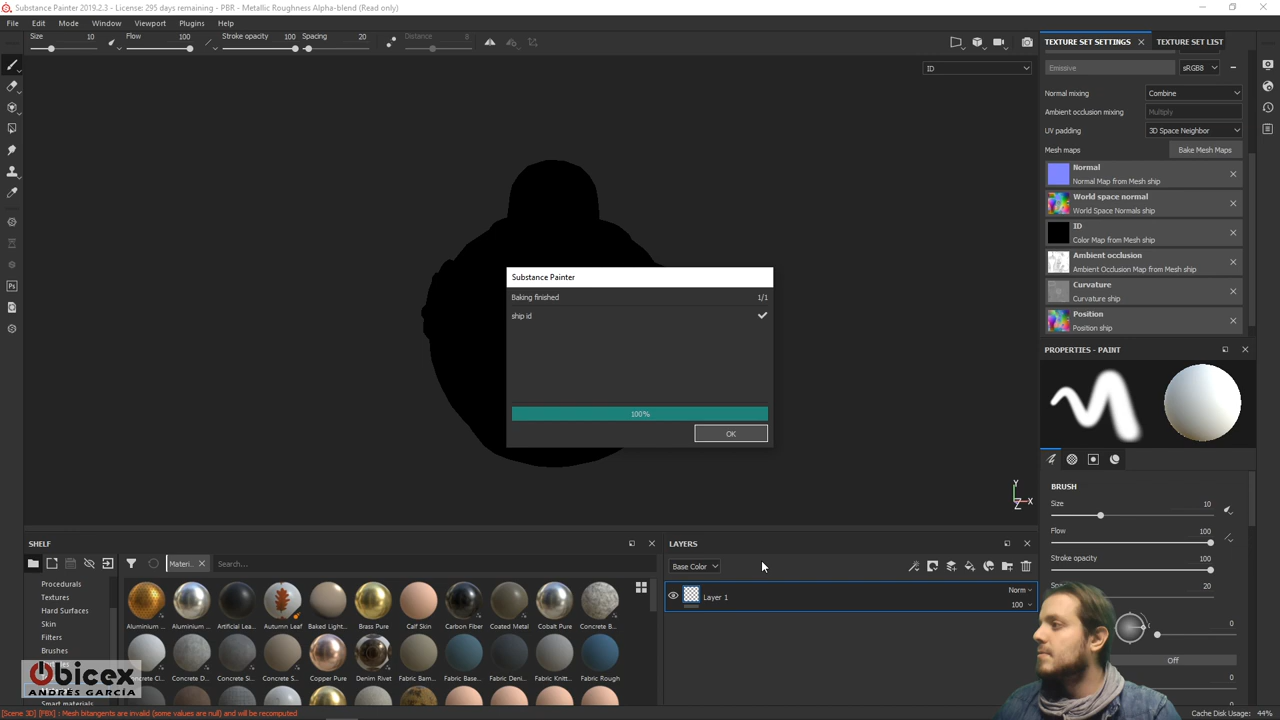 Substance Painter 2019.2.3 - License: 295 days remaining - PBR - Metallic Roughness Alpha-blend (Read only)
File Edit Mode Window Viewport Plugins Help
Size 10 Flow 100 Stroke opacity 100 Spacing 20 Distance 8
ID
TEXTURE SET SETTINGS TEXTURE SET LIST
Emissive sRGB8
Normal mixing Combine
Ambient occlusion mixing Multiply
UV padding 3D Space Neighbor
Mesh maps Bake Mesh Maps
Normal
Normal Map from Mesh ship
World space normal
World Space Normals ship
ID
Color Map from Mesh ship
Ambient occlusion
Ambient Occlusion Map from Mesh ship
Curvature
Curvature ship
Position
Position ship
Substance Painter
Baking finished 1/1
ship id
100%
OK
Y
X
Z
PROPERTIES - PAINT
BRUSH
Size 10
Flow 100
Stroke opacity 100
20
0
Off
0
SHELF
Materi... Search...
Procedurals
Textures
Hard Surfaces
Skin
Filters
Brushes
Aluminium ... Aluminium ... Artificial Lea... Autumn Leaf Baked Light... Brass Pure Calf Skin Carbon Fiber Coated Metal Cobalt Pure Concrete B...
Concrete Cl... Concrete D... Concrete Si... Concrete S... Copper Pure Denim Rivet Fabric Barn... Fabric Base... Fabric Deni... Fabric Knitt... Fabric Rough
LAYERS
Base Color
Layer 1 Norm
100
Ubicex
ANDRÉS GARCÍA
Smart materials
[Scene 3D] [FBX] : Mesh bitangents are invalid (some values are null) and will be recomputed
Cache Disk Usage: 44%